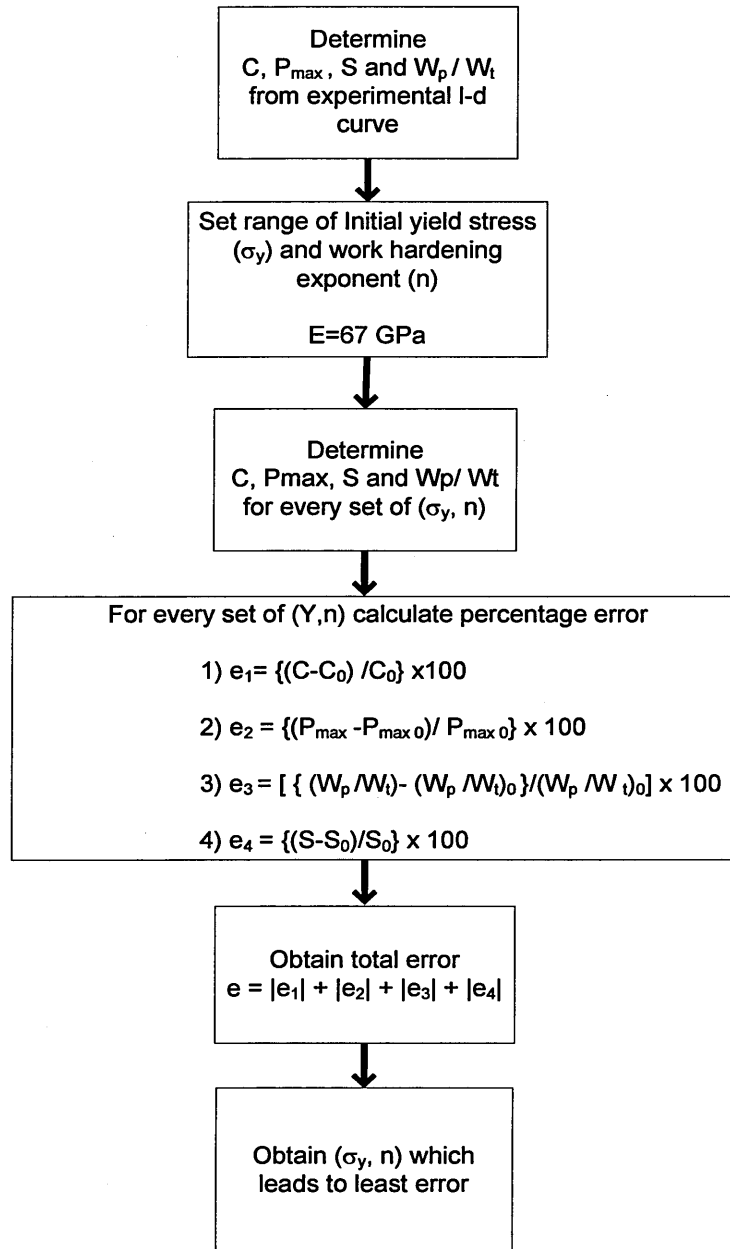 Determine
C, Pmax, S and Wp / Wt
from experimental l-d
curve
Set range of Initial yield stress
(σy) and work hardening
exponent (n)
E=67 GPa
Determine
C, Pmax, S and Wp/ Wt
for every set of (σy, n)
For every set of (Y,n) calculate percentage error
1) e1= {(C-C0) /C0} x100
2) e2 = {(Pmax -Pmax 0)/ Pmax 0} x 100
3) e3 = [ { (Wp /Wt)- (Wp /Wt)0 }/(Wp /W t)0] x 100
4) e4 = {(S-S0)/S0} x 100
Obtain total error
e = |e1| + |e2| + |e3| + |e4|
Obtain (σy, n) which
leads to least error